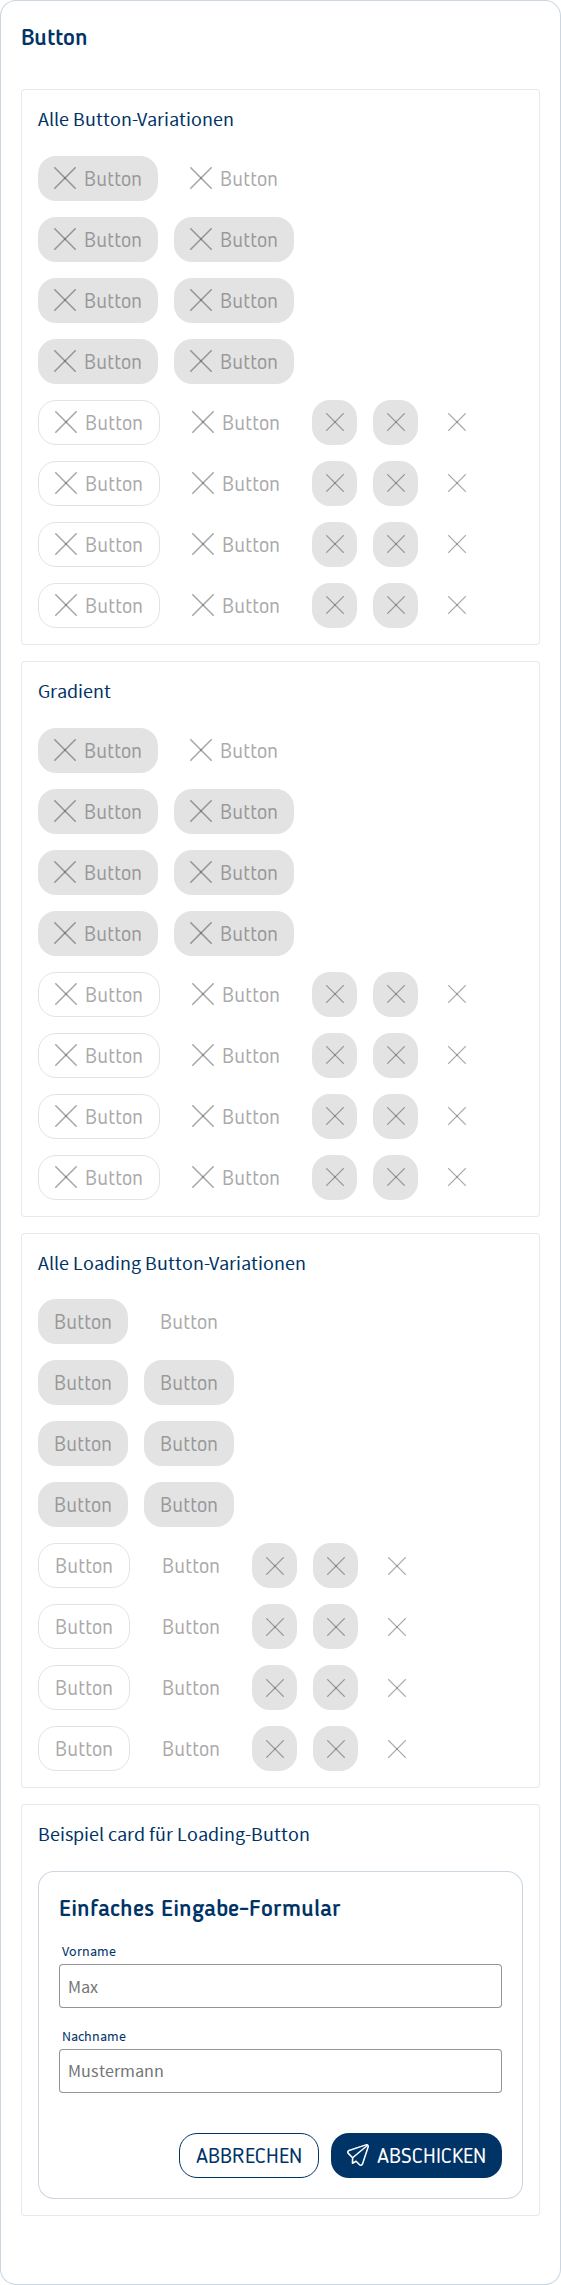 Button
Alle Button-Variationen
Button Button
Button Button
Button Button
Button Button
Button Button
Button Button
Button Button
Button Button
Gradient
Button Button
Button Button
Button Button
Button Button
Button Button
Button Button
Button Button
Button Button
Alle Loading Button-Variationen
Button Button
Button Button
Button Button
Button Button
Button Button
Button Button
Button Button
Button Button
Beispiel card für Loading-Button
Einfaches Eingabe-Formular
Vorname
Max
Nachname
Mustermann
ABBRECHEN ABSCHICKEN